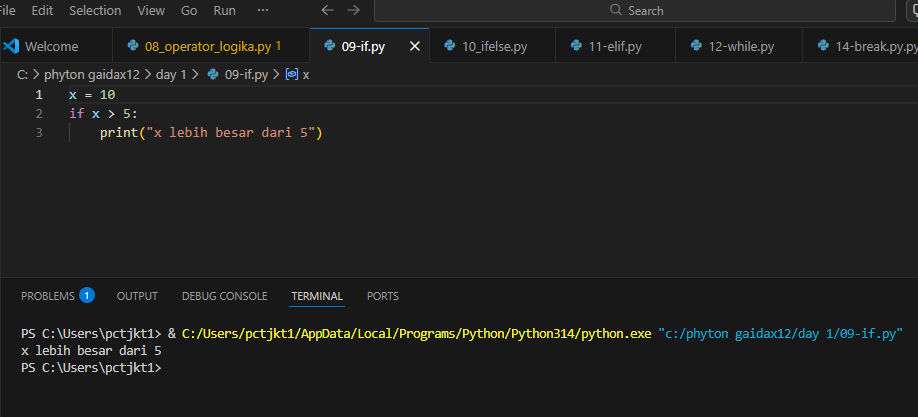 File Edit Selection View Go Run ··· Search
Welcome 08_operator_logika.py 1 09-if.py 10_ifelse.py 11-elif.py 12-while.py 14-break.py.py
C: > phyton gaidax12 > day 1 > 09-if.py > x
1 x = 10
2 if x > 5:
3     print("x lebih besar dari 5")
PROBLEMS 1 OUTPUT DEBUG CONSOLE TERMINAL PORTS
PS C:\Users\pctjkt1> & C:/Users/pctjkt1/AppData/Local/Programs/Python/Python314/python.exe "c:/phyton gaidax12/day 1/09-if.py"
x lebih besar dari 5
PS C:\Users\pctjkt1>